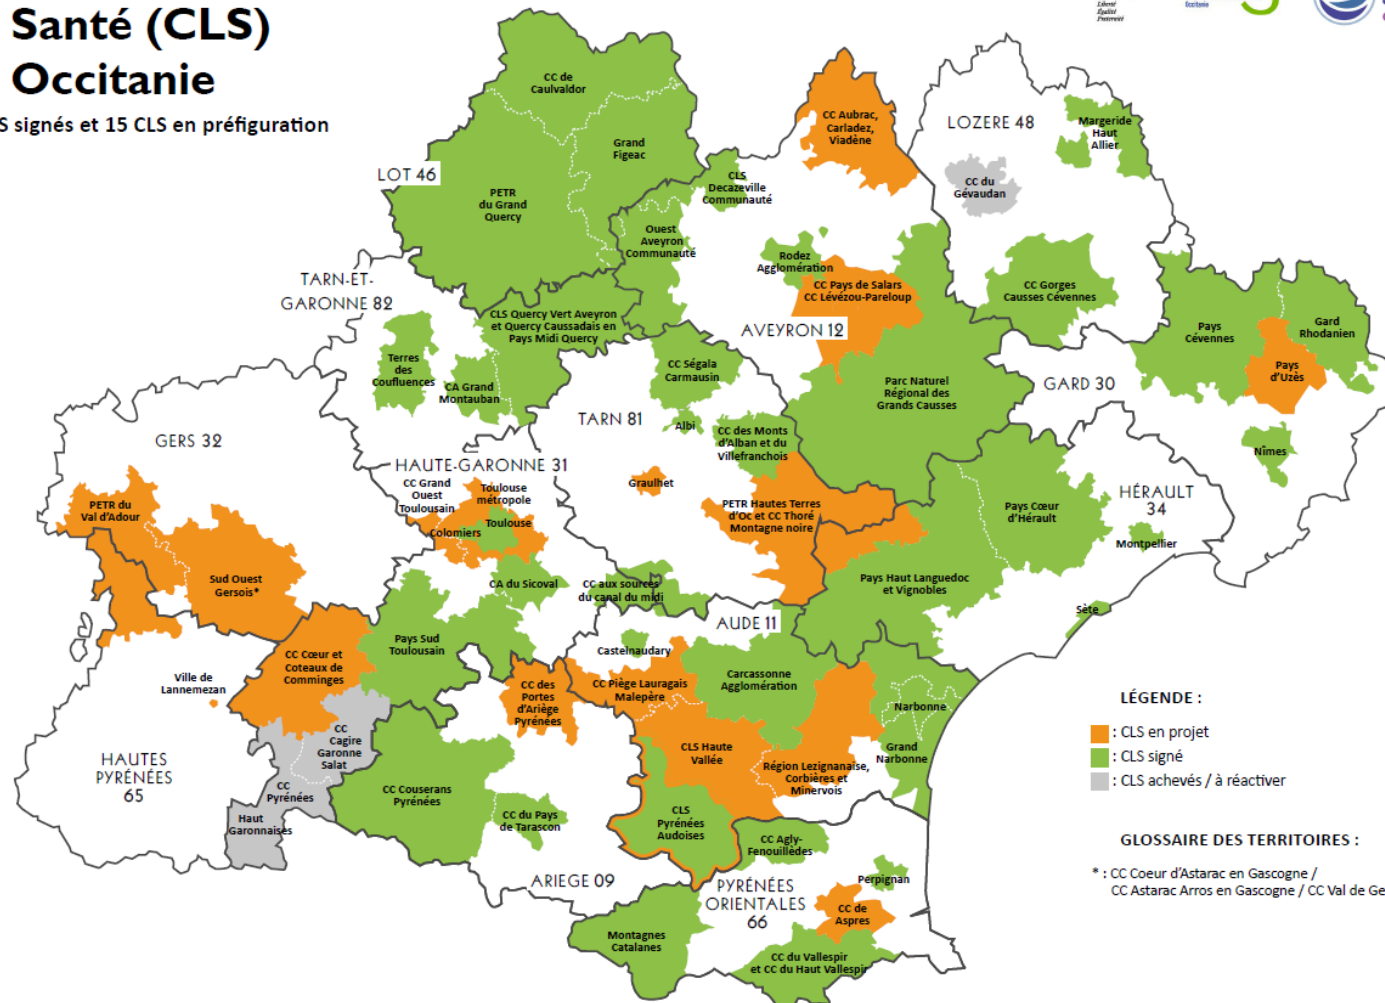 Santé (CLS)
Occitanie
S signés et 15 CLS en préfiguration
Liberté
Égalité
Fraternité
Occitanie
CC de
Caulvaldor
Grand
Figeac
LOT 46
PETR
du Grand
Quercy
CC Aubrac,
Carladez,
Viadène
LOZERE 48
Margeride
Haut
Allier
CC du
Gévaudan
CLS
Decazeville
Communauté
Ouest
Aveyron
Communauté
Rodez
Agglomération
CC Pays de Salars
CC Lévézou-Pareloup
CC Gorges
Causses Cévennes
TARN-ET-
GARONNE 82
CLS Quercy Vert Aveyron
et Quercy Caussadais en
Pays Midi Quercy
AVEYRON 12
Pays
Cévennes
Gard
Rhodanien
Terres
des
Coufluences
CA Grand
Montauban
CC Ségala
Carmausin
Parc Naturel
Régional des
Grands Causses
GARD 30
Pays
d'Uzès
TARN 81
Albi
CC des Monts
d'Alban et du
Villefranchois
Nîmes
GERS 32
HAUTE-GARONNE 31
CC Grand
Ouest
Toulousain
Toulouse
métropole
Graulhet
Toulouse
Colomiers
PETR du
Val d'Adour
PETR Hautes Terres
d'Oc et CC Thoré
Montagne noire
Pays Cœur
d'Hérault
HÉRAULT
34
Montpellier
Sud Ouest
Gersois*
CA du Sicoval
CC aux sources
du canal du midi
Pays Haut Languedoc
et Vignobles
Sète
AUDE 11
Pays Sud
Toulousain
Castelnaudary
CC Cœur et
Coteaux de
Comminges
Ville de
Lannemezan
CC des
Portes
d'Ariège
Pyrénées
CC Piège Lauragais
Malepère
Carcassonne
Agglomération
Narbonne
CC
Cagire
Garonne
Salat
CLS Haute
Vallée
Région Lezignanaise,
Corbières et
Minervois
Grand
Narbonne
HAUTES
PYRÉNÉES
65
CC
Pyrénées
Haut
Garonnaises
CC Couserans
Pyrénées
CC du Pays
de Tarascon
CLS
Pyrénées
Audoises
CC Agly-
Fenouillèdes
ARIEGE 09
PYRÉNÉES
ORIENTALES
66
Perpignan
CC de
Aspres
Montagnes
Catalanes
CC du Vallespir
et CC du Haut Vallespir
LÉGENDE :
: CLS en projet
: CLS signé
: CLS achevés / à réactiver
GLOSSAIRE DES TERRITOIRES :
* : CC Coeur d'Astarac en Gascogne /
CC Astarac Arros en Gascogne / CC Val de Ge